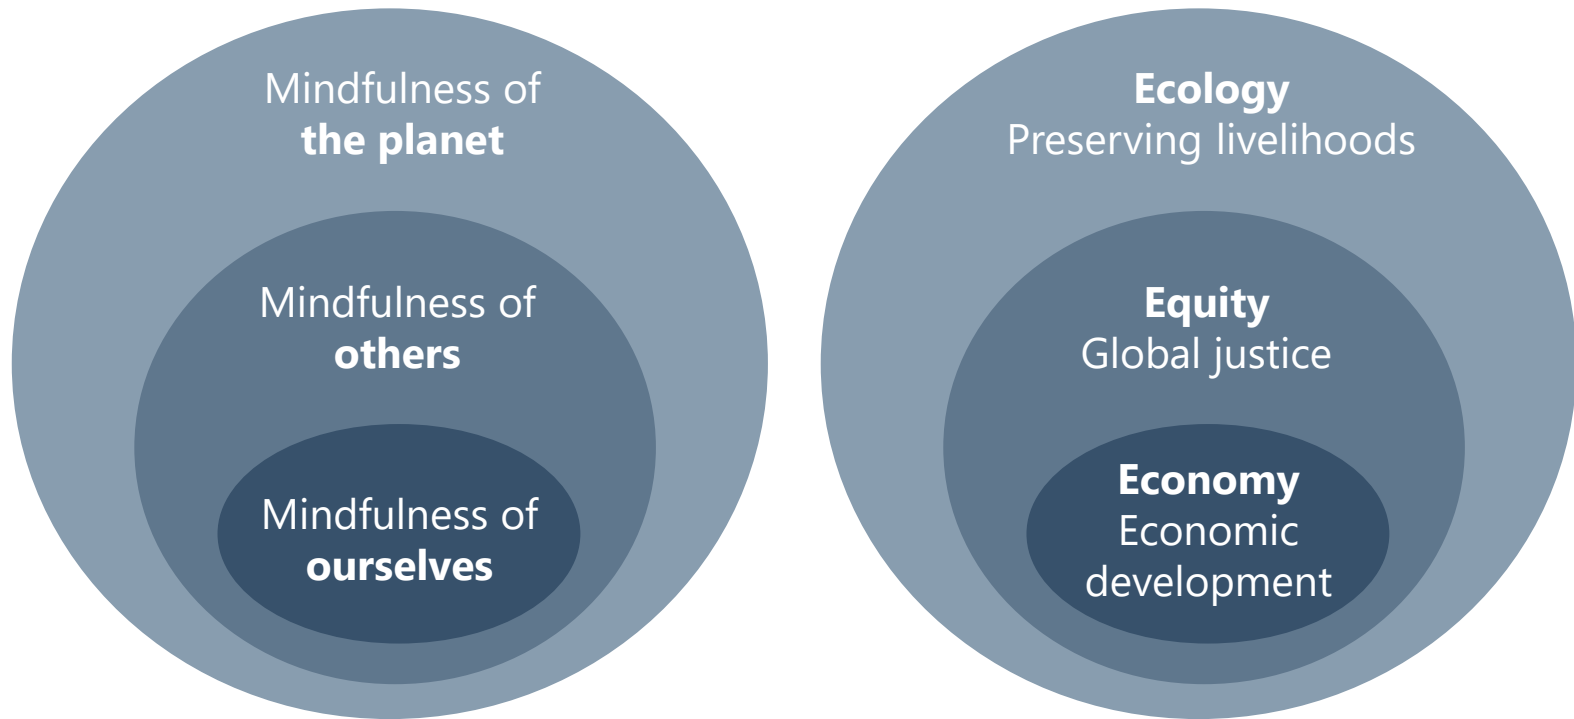 Mindfulness of
the planet
Mindfulness of
others
Mindfulness of
ourselves
Ecology
Preserving livelihoods
Equity
Global justice
Economy
Economic
development